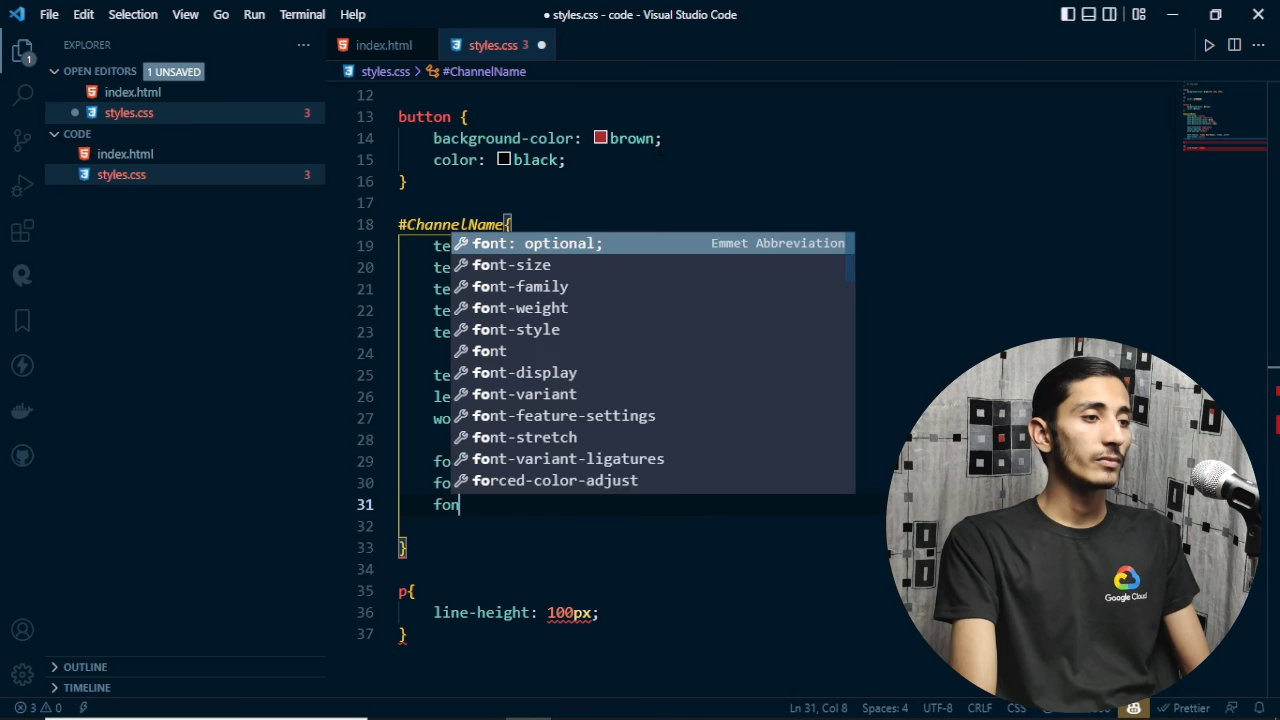 File Edit Selection View Go Run Terminal Help
● styles.css - code - Visual Studio Code
EXPLORER
OPEN EDITORS 1 UNSAVED
index.html
styles.css 3
CODE
index.html
styles.css 3
OUTLINE
TIMELINE
index.html
styles.css 3
styles.css > #ChannelName
12
13 button {
14 background-color: brown;
15 color: black;
16 }
17
18 #ChannelName{
19 te
20 te
21 te
22 te
23 te
24
25 te
26 le
27 wo
28
29 fo
30 fo
31 fon
32
33 }
34
35 p{
36 line-height: 100px;
37 }
font: optional; Emmet Abbreviation
font-size
font-family
font-weight
font-style
font
font-display
font-variant
font-feature-settings
font-stretch
font-variant-ligatures
forced-color-adjust
Google Cloud
3 0
Ln 31, Col 8 Spaces: 4 UTF-8 CRLF CSS
Prettier